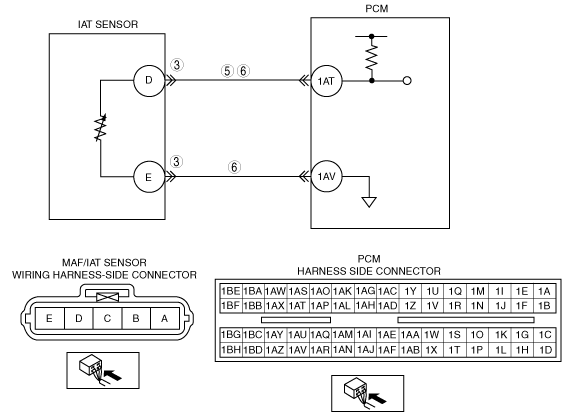 IAT SENSOR
PCM
D
3
5 6
1AT
E
3
6
1AV
MAF/IAT SENSOR
WIRING HARNESS-SIDE CONNECTOR
E D C B A
PCM
HARNESS SIDE CONNECTOR
1BE 1BA 1AW 1AS 1AO 1AK 1AG 1AC 1Y 1U 1Q 1M 1I 1E 1A
1BF 1BB 1AX 1AT 1AP 1AL 1AH 1AD 1Z 1V 1R 1N 1J 1F 1B
1BG 1BC 1AY 1AU 1AQ 1AM 1AI 1AE 1AA 1W 1S 1O 1K 1G 1C
1BH 1BD 1AZ 1AV 1AR 1AN 1AJ 1AF 1AB 1X 1T 1P 1L 1H 1D